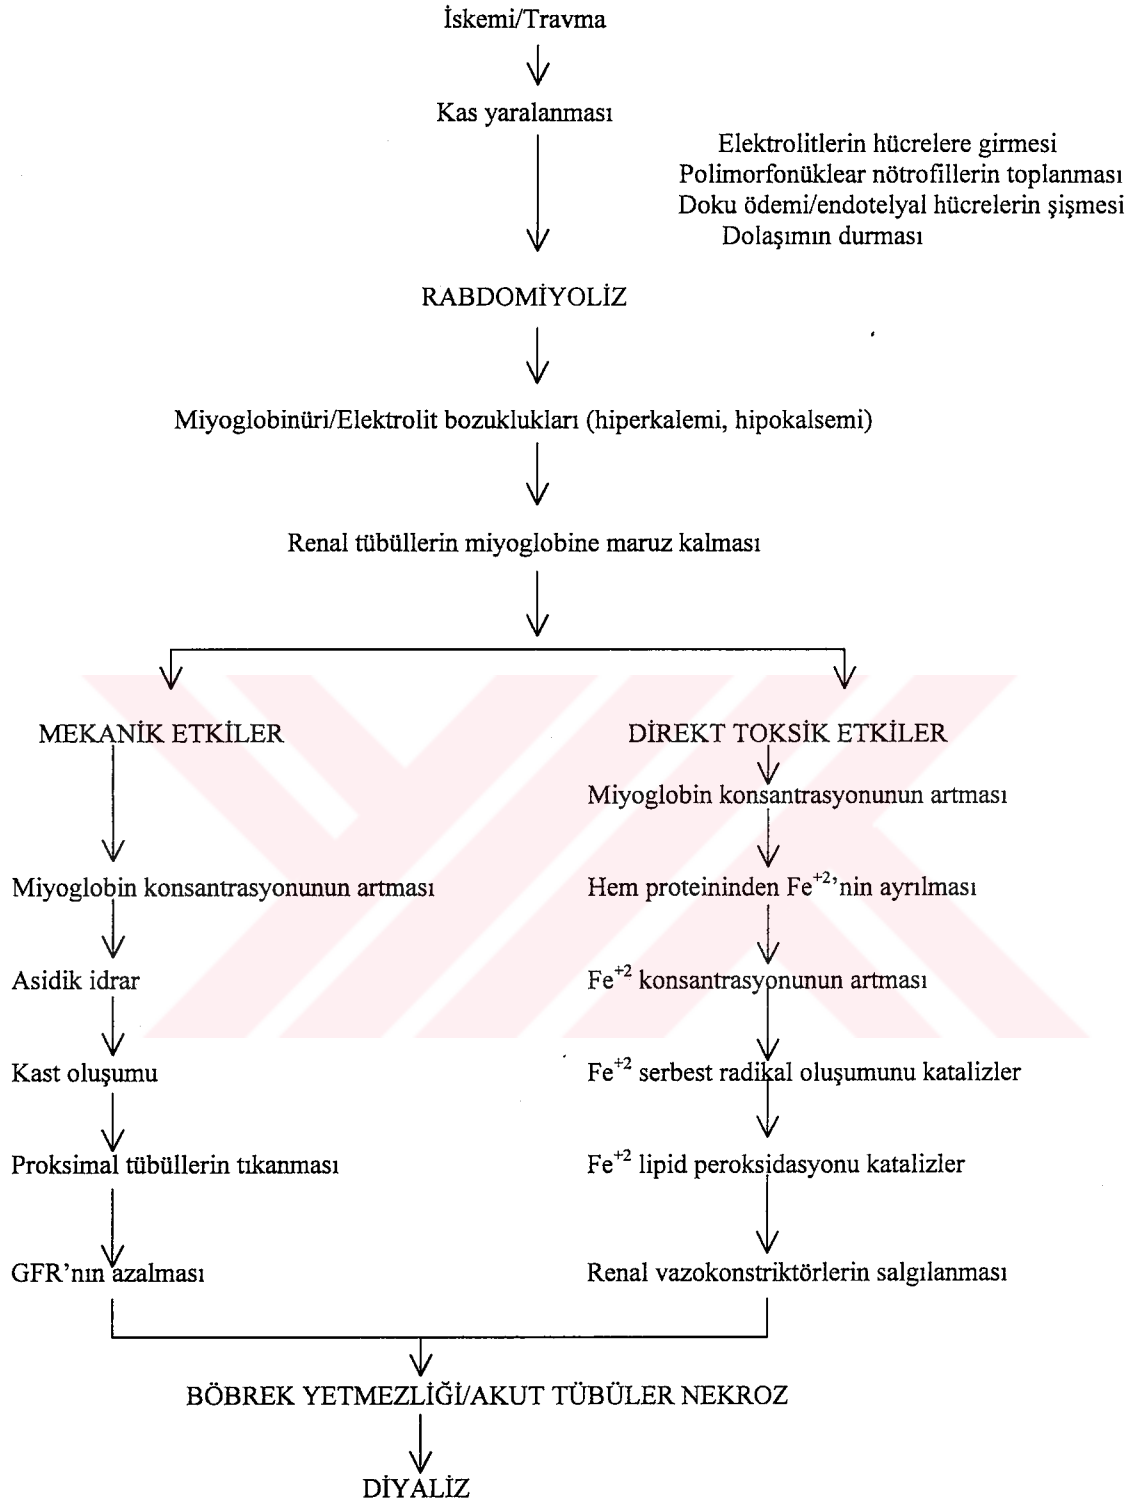 İskemi/Travma
Kas yaralanması
Elektrolitlerin hücrelere girmesi
Polimorfonüklear nötrofillerin toplanması
Doku ödemi/endotelyal hücrelerin şişmesi
Dolaşımın durması
RABDOMİYOLİZ
Miyoglobinüri/Elektrolit bozuklukları (hiperkalemi, hipokalsemi)
Renal tübüllerin miyoglobine maruz kalması
MEKANİK ETKİLER
Miyoglobin konsantrasyonunun artması
Asidik idrar
Kast oluşumu
Proksimal tübüllerin tıkanması
GFR’nın azalması
DİREKT TOKSİK ETKİLER
Miyoglobin konsantrasyonunun artması
Hem proteininden Fe⁺²’nin ayrılması
Fe⁺² konsantrasyonunun artması
Fe⁺² serbest radikal oluşumunu katalizler
Fe⁺² lipid peroksidasyonu katalizler
Renal vazokonstriktörlerin salgılanması
BÖBREK YETMEZLİĞİ/AKUT TÜBÜLER NEKROZ
DİYALİZ